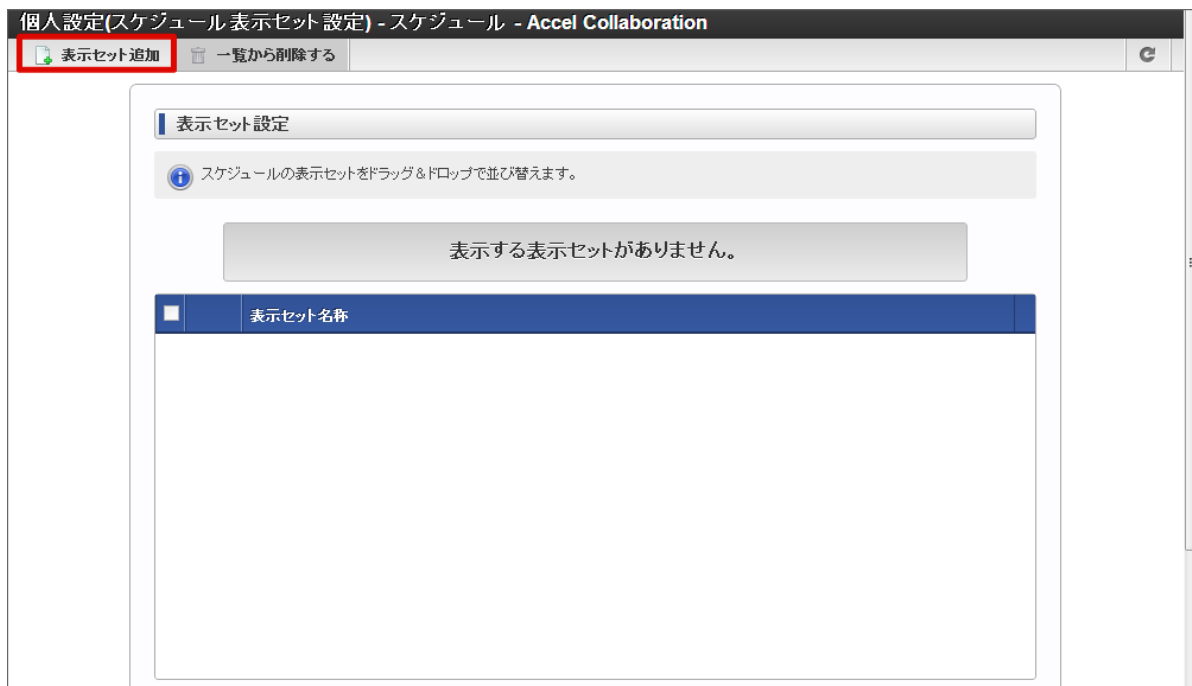 個人設定(スケジュール表示セット設定) - スケジュール - Accel Collaboration
表示セット追加 一覧から削除する
表示セット設定
スケジュールの表示セットをドラッグ&ドロップで並び替えます。
表示する表示セットがありません。
表示セット名称